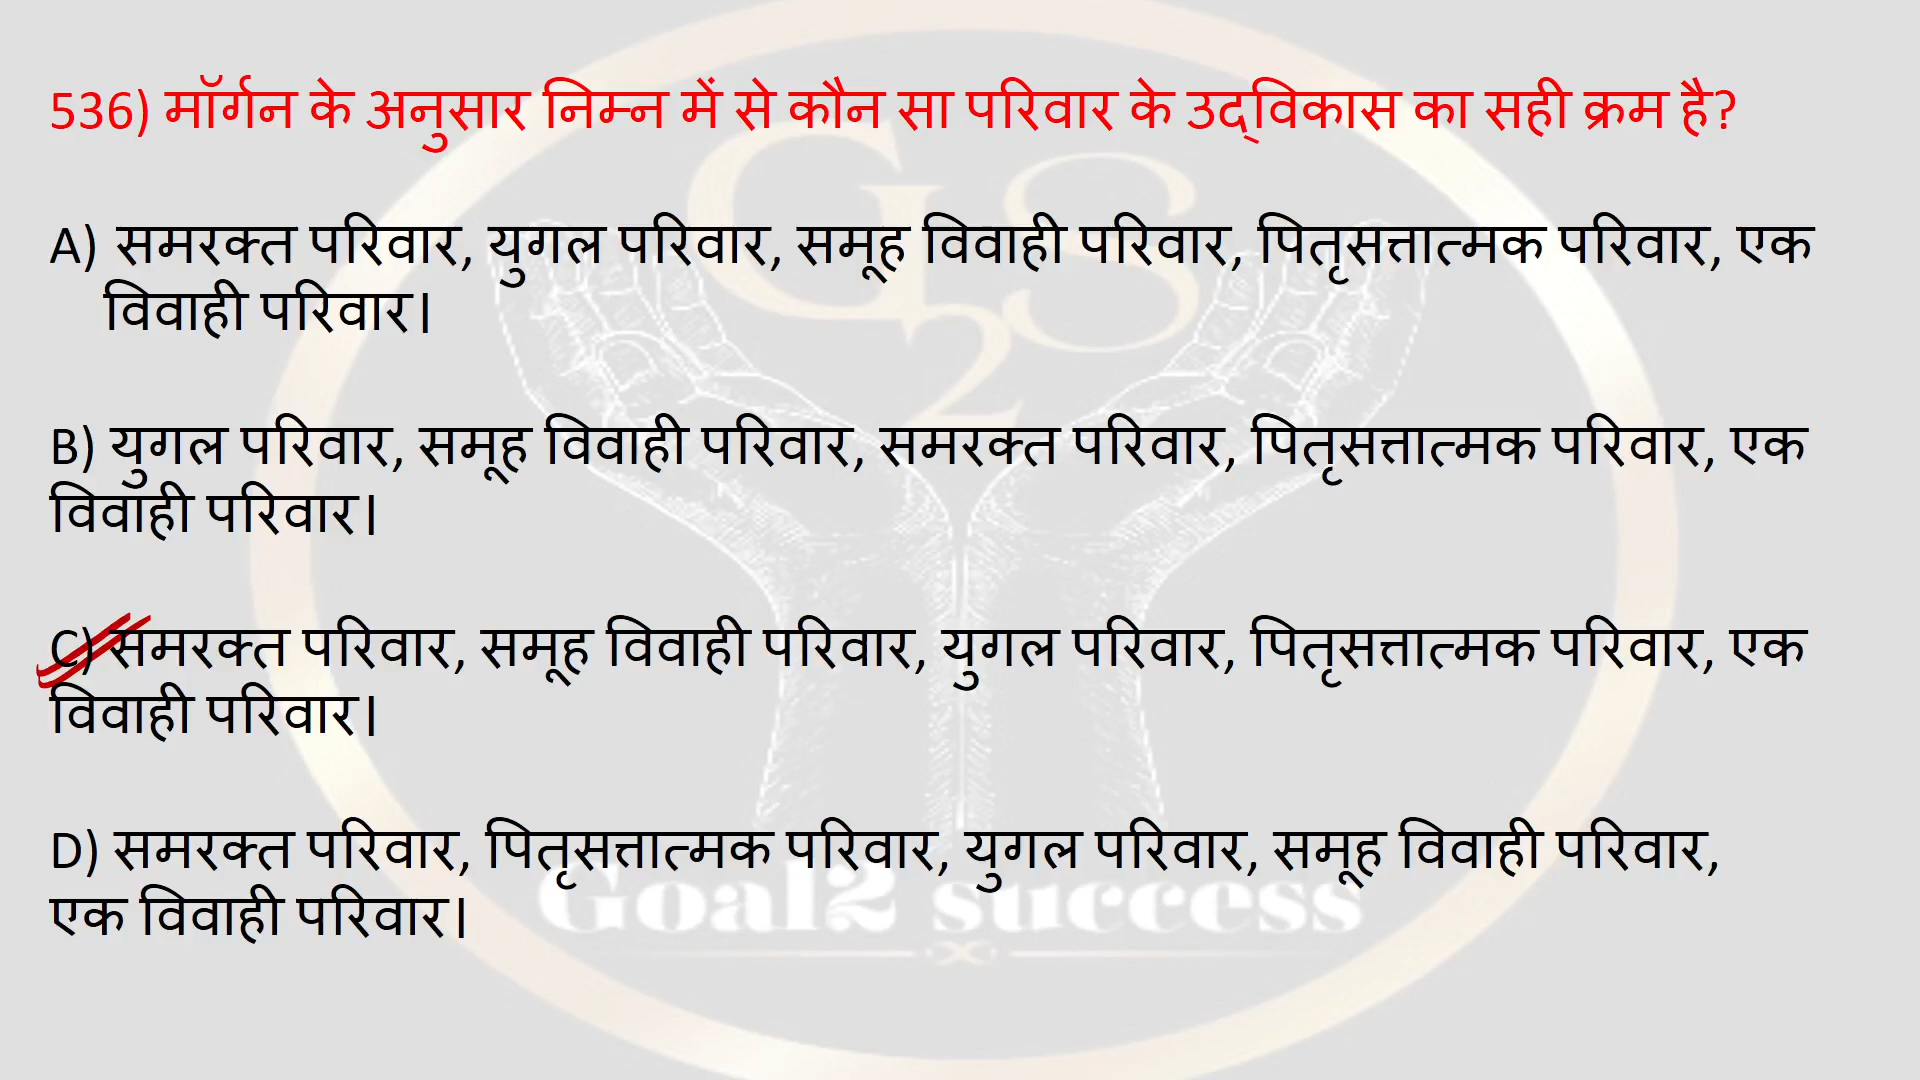 536) मॉर्गन के अनुसार निम्न में से कौन सा परिवार के उद्विकास का सही क्रम है?
A) समरक्त परिवार, युगल परिवार, समूह विवाही परिवार, पितृसत्तात्मक परिवार, एक
विवाही परिवार।
B) युगल परिवार, समूह विवाही परिवार, समरक्त परिवार, पितृसत्तात्मक परिवार, एक
विवाही परिवार।
C) समरक्त परिवार, समूह विवाही परिवार, युगल परिवार, पितृसत्तात्मक परिवार, एक
विवाही परिवार।
D) समरक्त परिवार, पितृसत्तात्मक परिवार, युगल परिवार, समूह विवाही परिवार,
एक विवाही परिवार।
G2S
Goal2 success